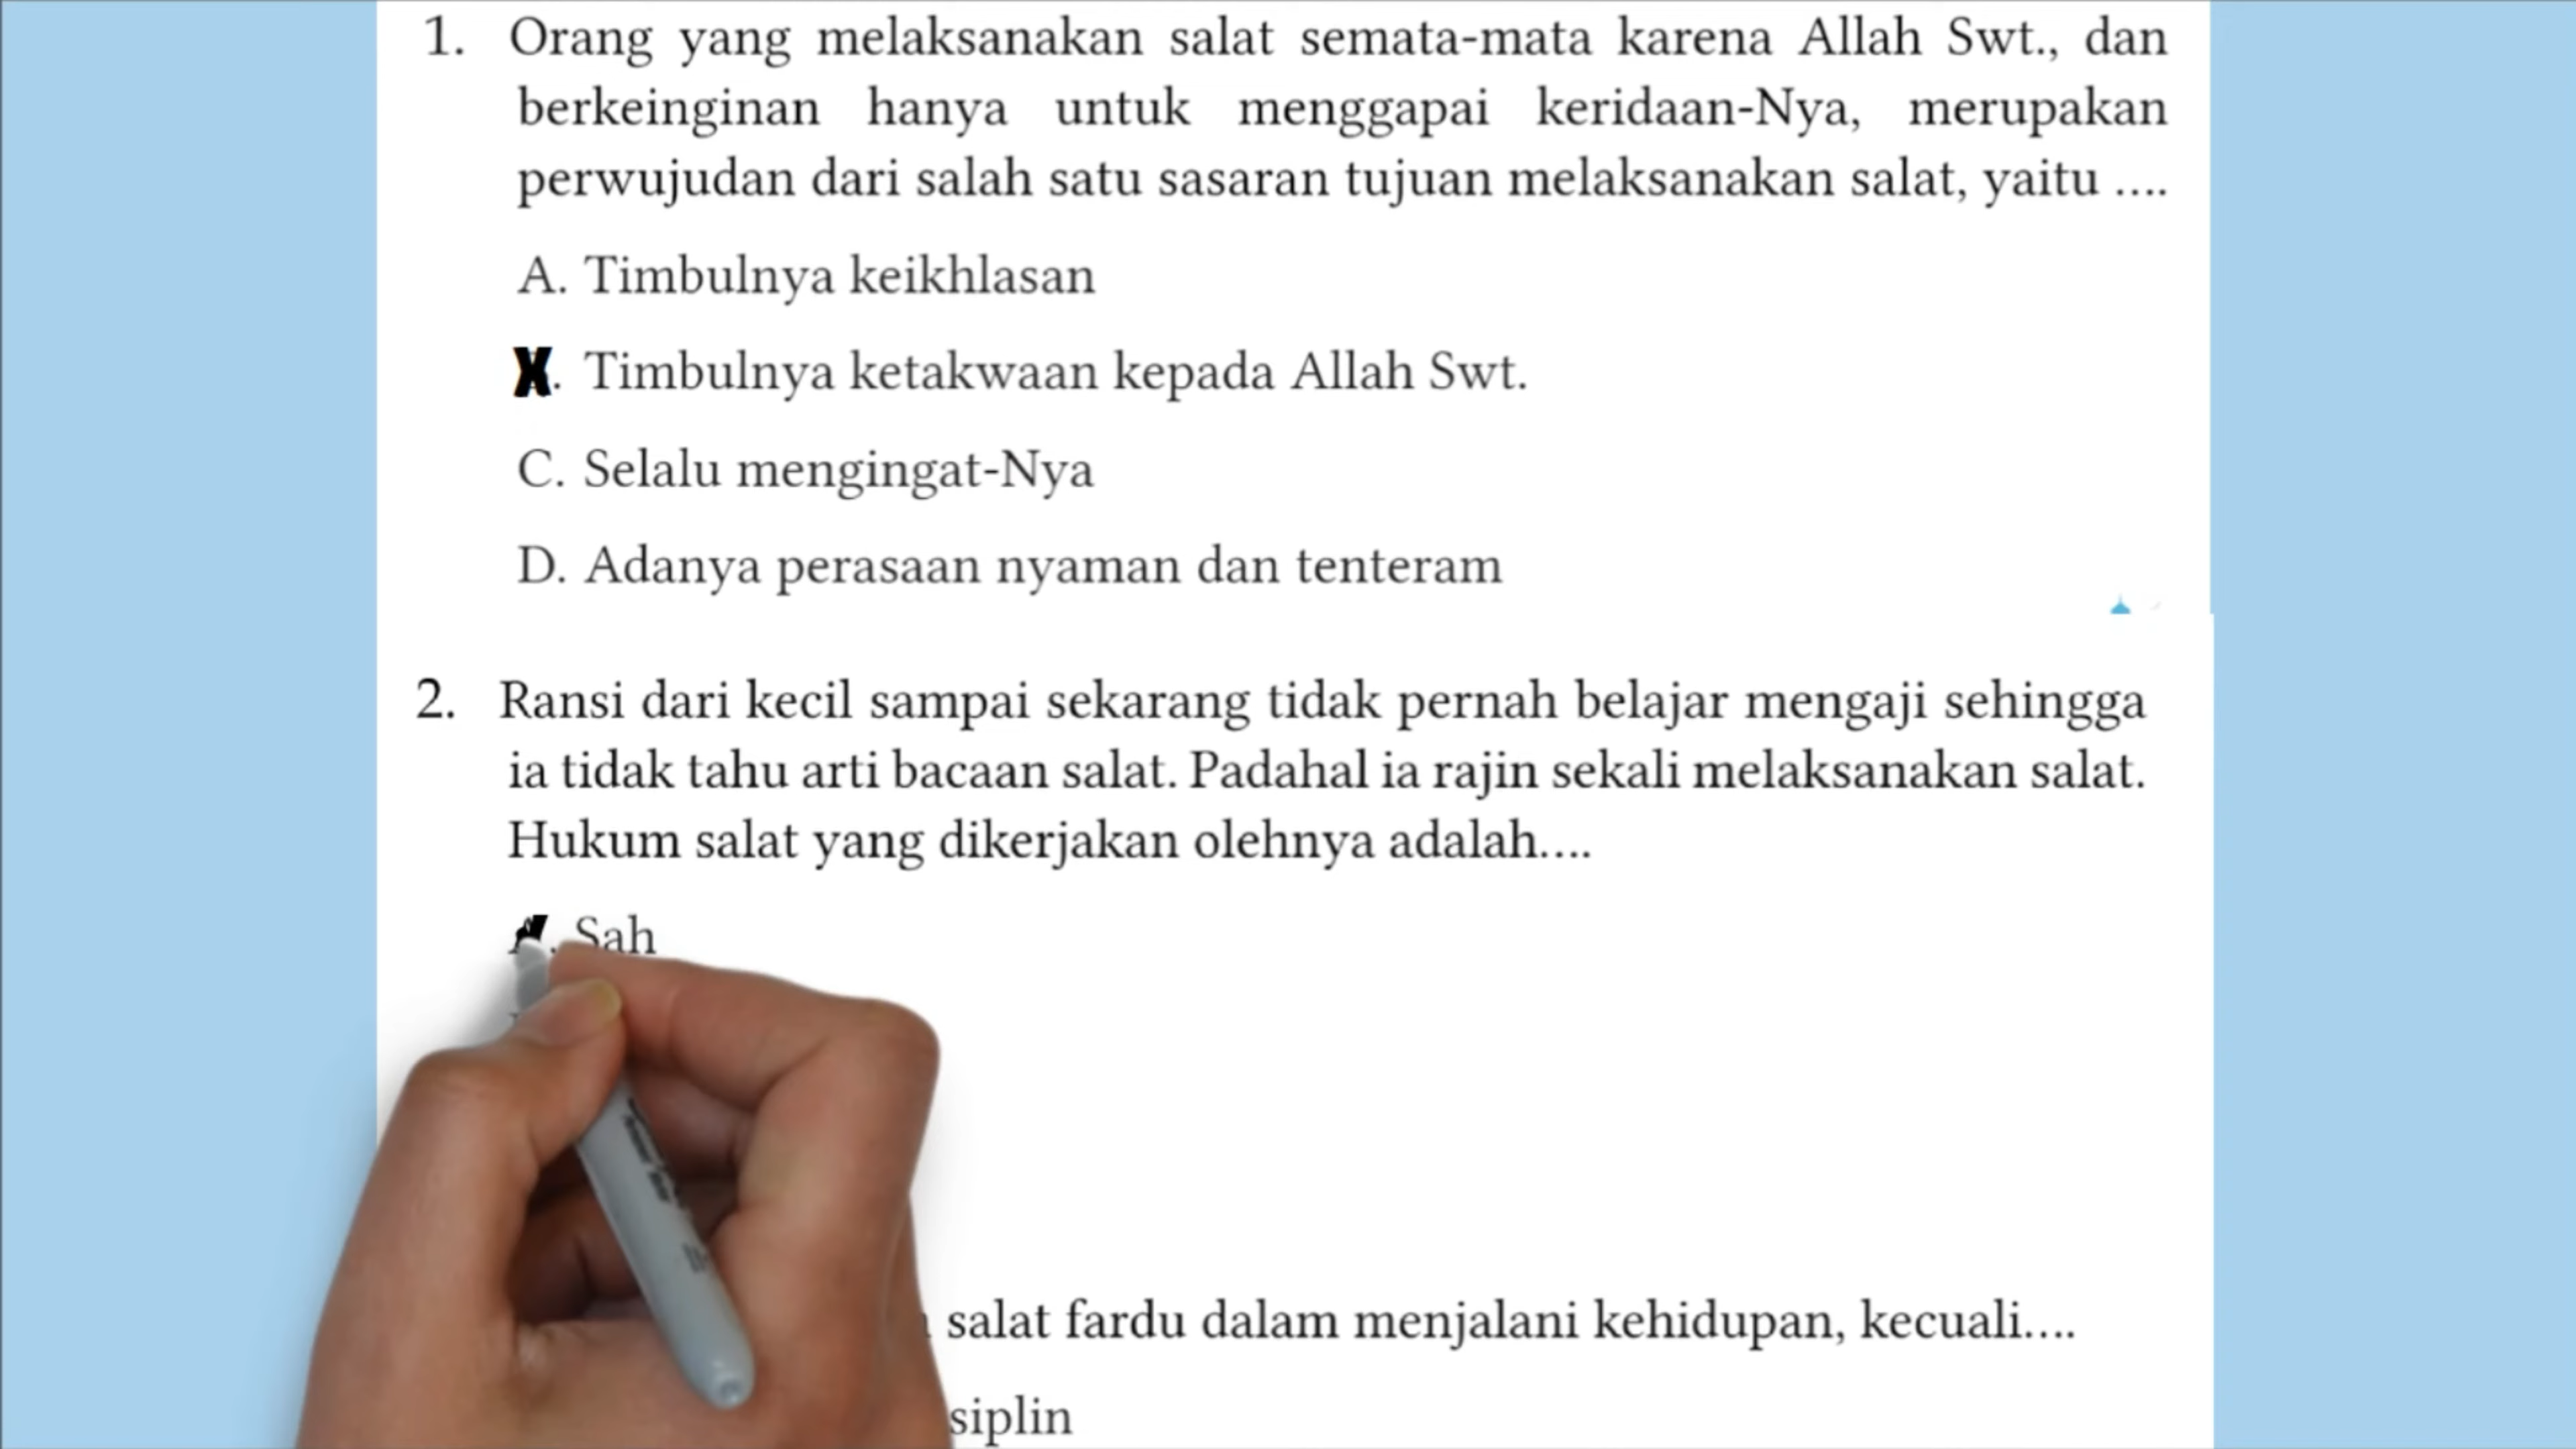 1. Orang yang melaksanakan salat semata-mata karena Allah Swt., dan
berkeinginan hanya untuk menggapai keridaan-Nya, merupakan
perwujudan dari salah satu sasaran tujuan melaksanakan salat, yaitu ....
A. Timbulnya keikhlasan
X. Timbulnya ketakwaan kepada Allah Swt.
C. Selalu mengingat-Nya
D. Adanya perasaan nyaman dan tenteram
2. Ransi dari kecil sampai sekarang tidak pernah belajar mengaji sehingga
ia tidak tahu arti bacaan salat. Padahal ia rajin sekali melaksanakan salat.
Hukum salat yang dikerjakan olehnya adalah....
A. Sah
salat fardu dalam menjalani kehidupan, kecuali....
siplin